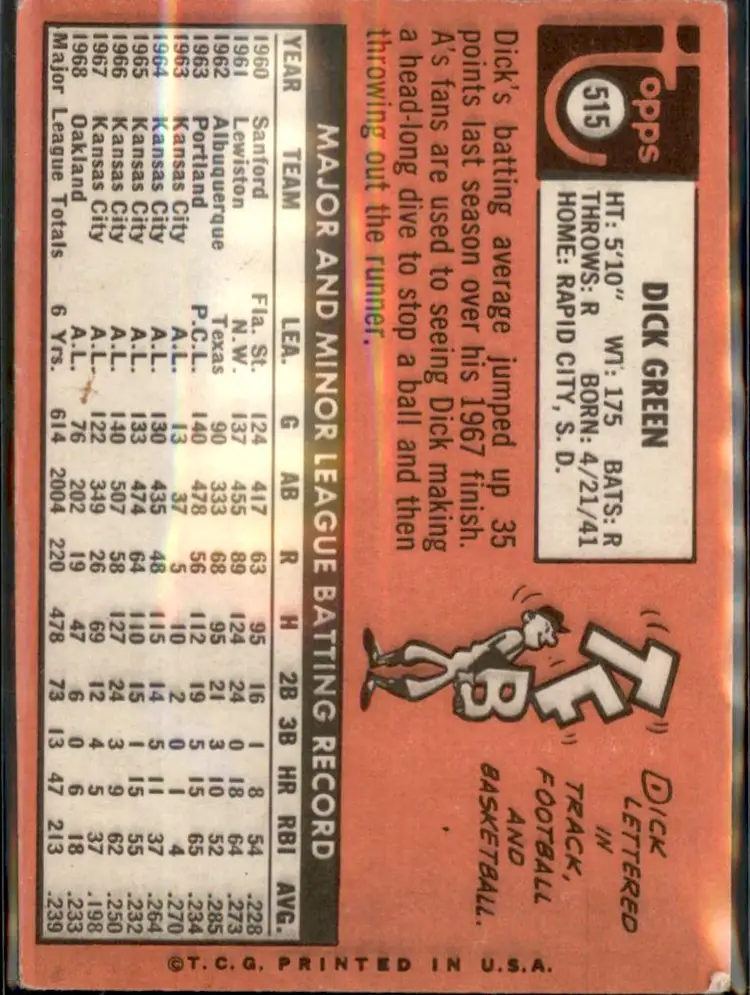 Topps
515
DICK GREEN
HT: 5'10" WT: 175 BATS: R
THROWS: R BORN: 4/21/41
HOME: RAPID CITY, S. D.
Dick's batting average jumped up 35
points last season over his 1967 finish.
A's fans are used to seeing Dick making
a head-long dive to stop a ball and then
throwing out the runner.
T
F
B
DICK
LETTERED
IN
TRACK,
FOOTBALL
AND
BASKETBALL.
MAJOR AND MINOR LEAGUE BATTING RECORD
YEAR TEAM LEA. G AB R H 2B 3B HR RBI AVG.
1960 Sanford Fla. St. 124 417 63 95 16 1 8 54 .228
1961 Lewiston N.W. 137 455 89 124 24 0 18 64 .273
1962 Albuquerque Texas 90 333 68 95 21 3 10 52 .285
1963 Portland P.C.L. 140 478 56 112 19 5 15 65 .234
1963 Kansas City A.L. 13 37 5 10 2 0 1 4 .270
1964 Kansas City A.L. 130 435 48 115 14 5 11 37 .264
1965 Kansas City A.L. 133 474 64 110 15 1 15 55 .232
1966 Kansas City A.L. 140 507 58 127 24 3 9 62 .250
1967 Kansas City A.L. 122 349 26 69 12 4 5 37 .198
1968 Oakland A.L. 76 202 19 47 6 0 6 18 .233
Major League Totals 6 Yrs. 614 2004 220 478 73 13 47 213 .239
©T.C.G. PRINTED IN U.S.A.